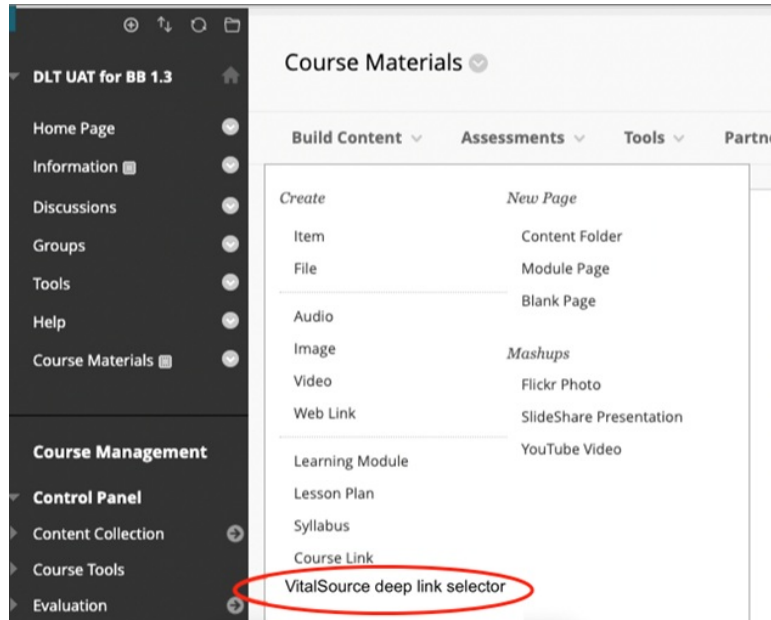 DLT UAT for BB 1.3
Home Page
Information
Discussions
Groups
Tools
Help
Course Materials
Course Management
Control Panel
Content Collection
Course Tools
Evaluation
Course Materials
Build Content
Assessments
Tools
Partn
Create
Item
File
Audio
Image
Video
Web Link
Learning Module
Lesson Plan
Syllabus
Course Link
VitalSource deep link selector
New Page
Content Folder
Module Page
Blank Page
Mashups
Flickr Photo
SlideShare Presentation
YouTube Video